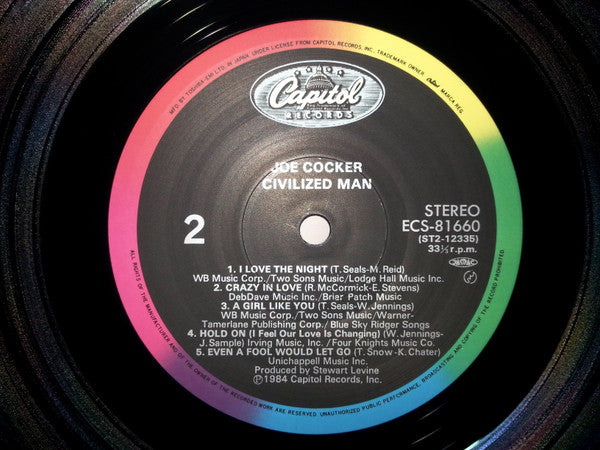 MFD. BY TOSHIBA-EMI LTD. IN JAPAN, UNDER LICENSE FROM CAPITOL RECORDS, INC., TRADEMARK OWNER. Capitol MARCA REG.
Capitol
RECORDS
JOE COCKER
CIVILIZED MAN
2
STEREO
ECS-81660
(ST2-12335)
33⅓ r.p.m.
1. I LOVE THE NIGHT (T. Seals-M. Reid)
WB Music Corp./Two Sons Music/Lodge Hall Music Inc.
2. CRAZY IN LOVE (R. McCormick-E. Stevens)
DebDave Music Inc./Brier Patch Music
3. A GIRL LIKE YOU (T. Seals-W. Jennings)
WB Music Corp./Two Sons Music/Warner-
Tamerlane Publishing Corp./Blue Sky Ridger Songs
4. HOLD ON (I Feel Our Love Is Changing) (W. Jennings-
J. Sample) Irving Music, Inc./Four Knights Music Co.
5. EVEN A FOOL WOULD LET GO (T. Snow-K. Chater)
Unichappell Music Inc.
Produced by Stewart Levine
Ⓟ1984 Capitol Records, Inc.
ALL RIGHTS OF THE MANUFACTURER AND OF THE OWNER OF THE RECORDED WORK ARE RESERVED. UNAUTHORIZED PUBLIC PERFORMANCE, BROADCASTING AND COPYING OF THE RECORD PROHIBITED.